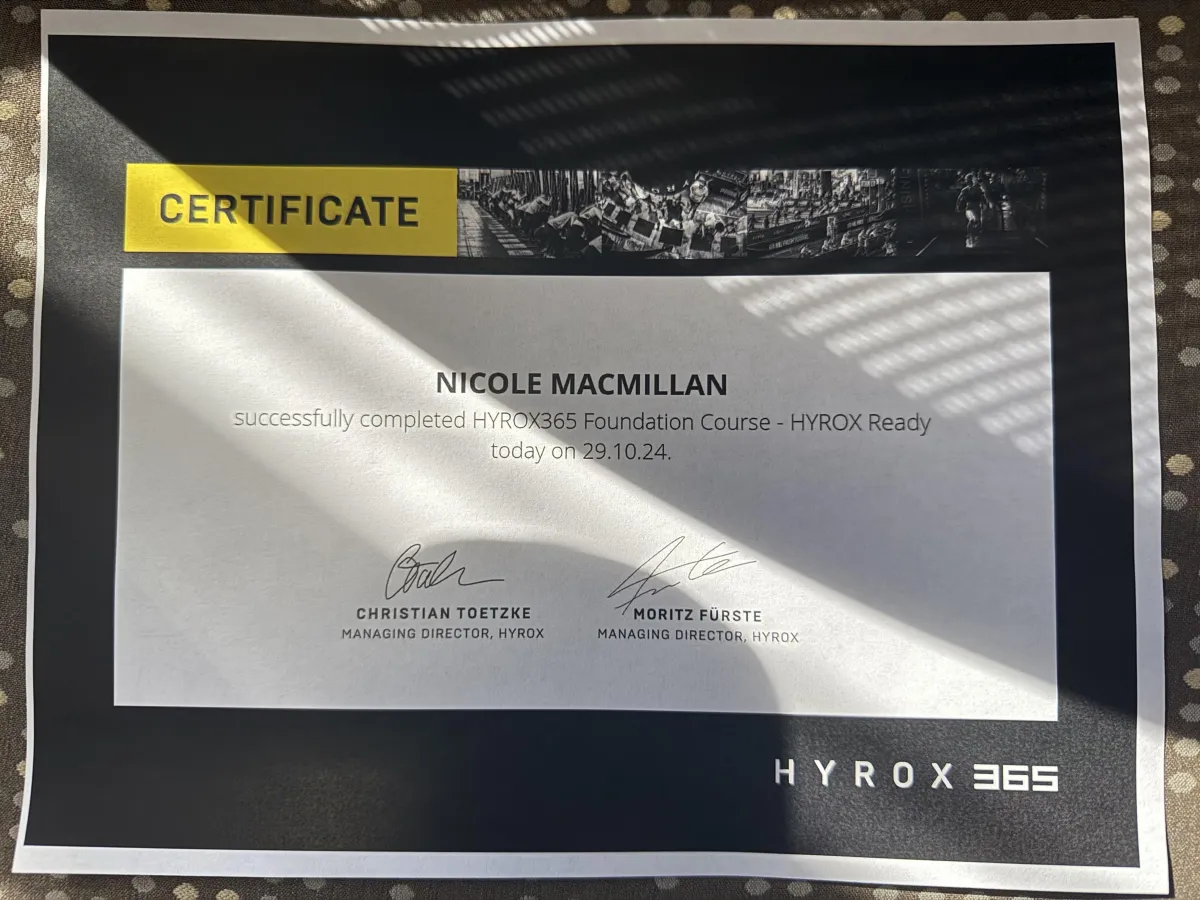 CERTIFICATE
NICOLE MACMILLAN
successfully completed HYROX365 Foundation Course - HYROX Ready
today on 29.10.24.
CHRISTIAN TOETZKE
MANAGING DIRECTOR, HYROX
MORITZ FÜRSTE
MANAGING DIRECTOR, HYROX
HYROX 365